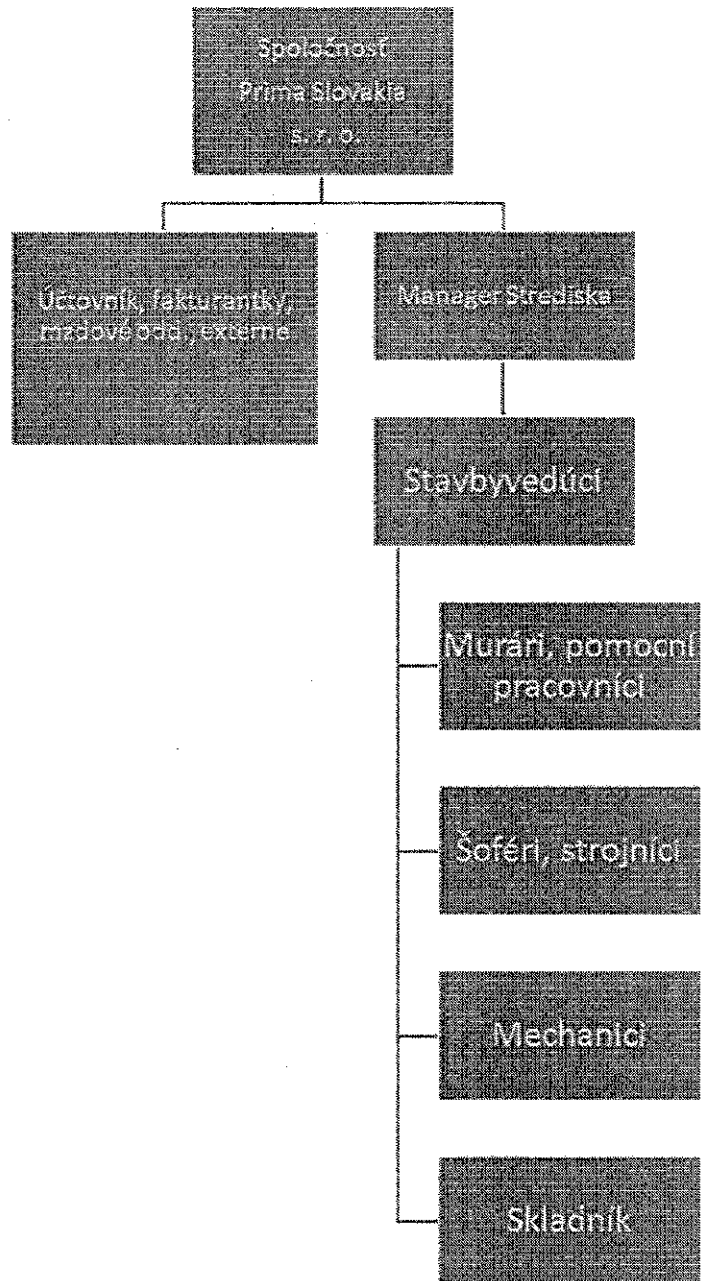 Spoločnosť
Prima Slovakia
s. r. o.
Účtovník, fakturantky,
mzdové odd., externe
Manager Strediska
Stavbyvedúci
Murári, pomocní
pracovníci
Šoféri, strojníci
Mechanici
Skladník